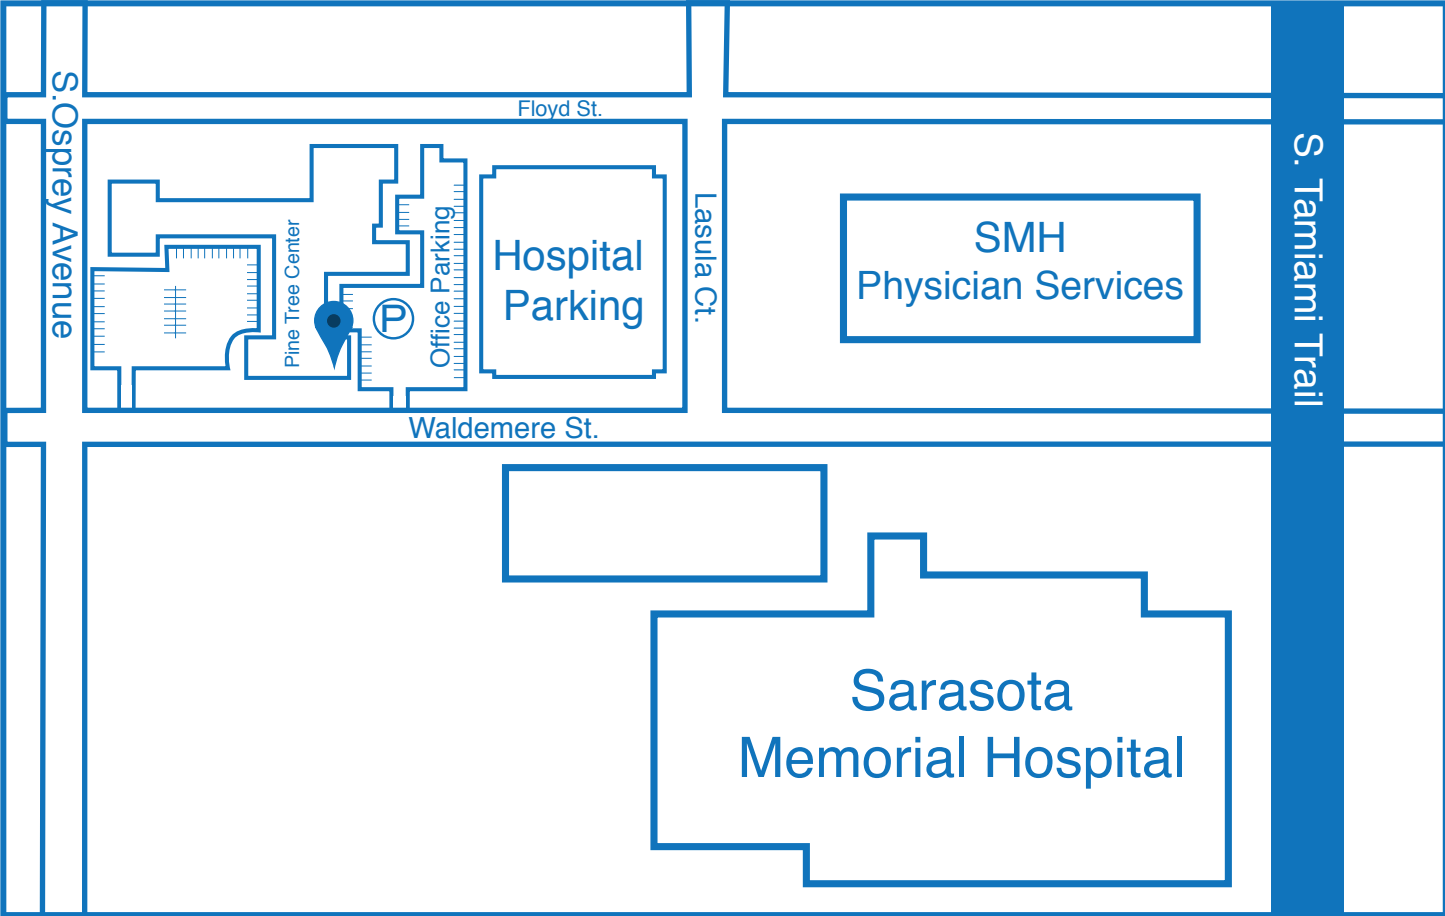 Floyd St.
S.Osprey Avenue
Pine Tree Center
P
Office Parking
Hospital
Parking
Lasula Ct.
SMH
Physician Services
S. Tamiami Trail
Waldemere St.
Sarasota
Memorial Hospital